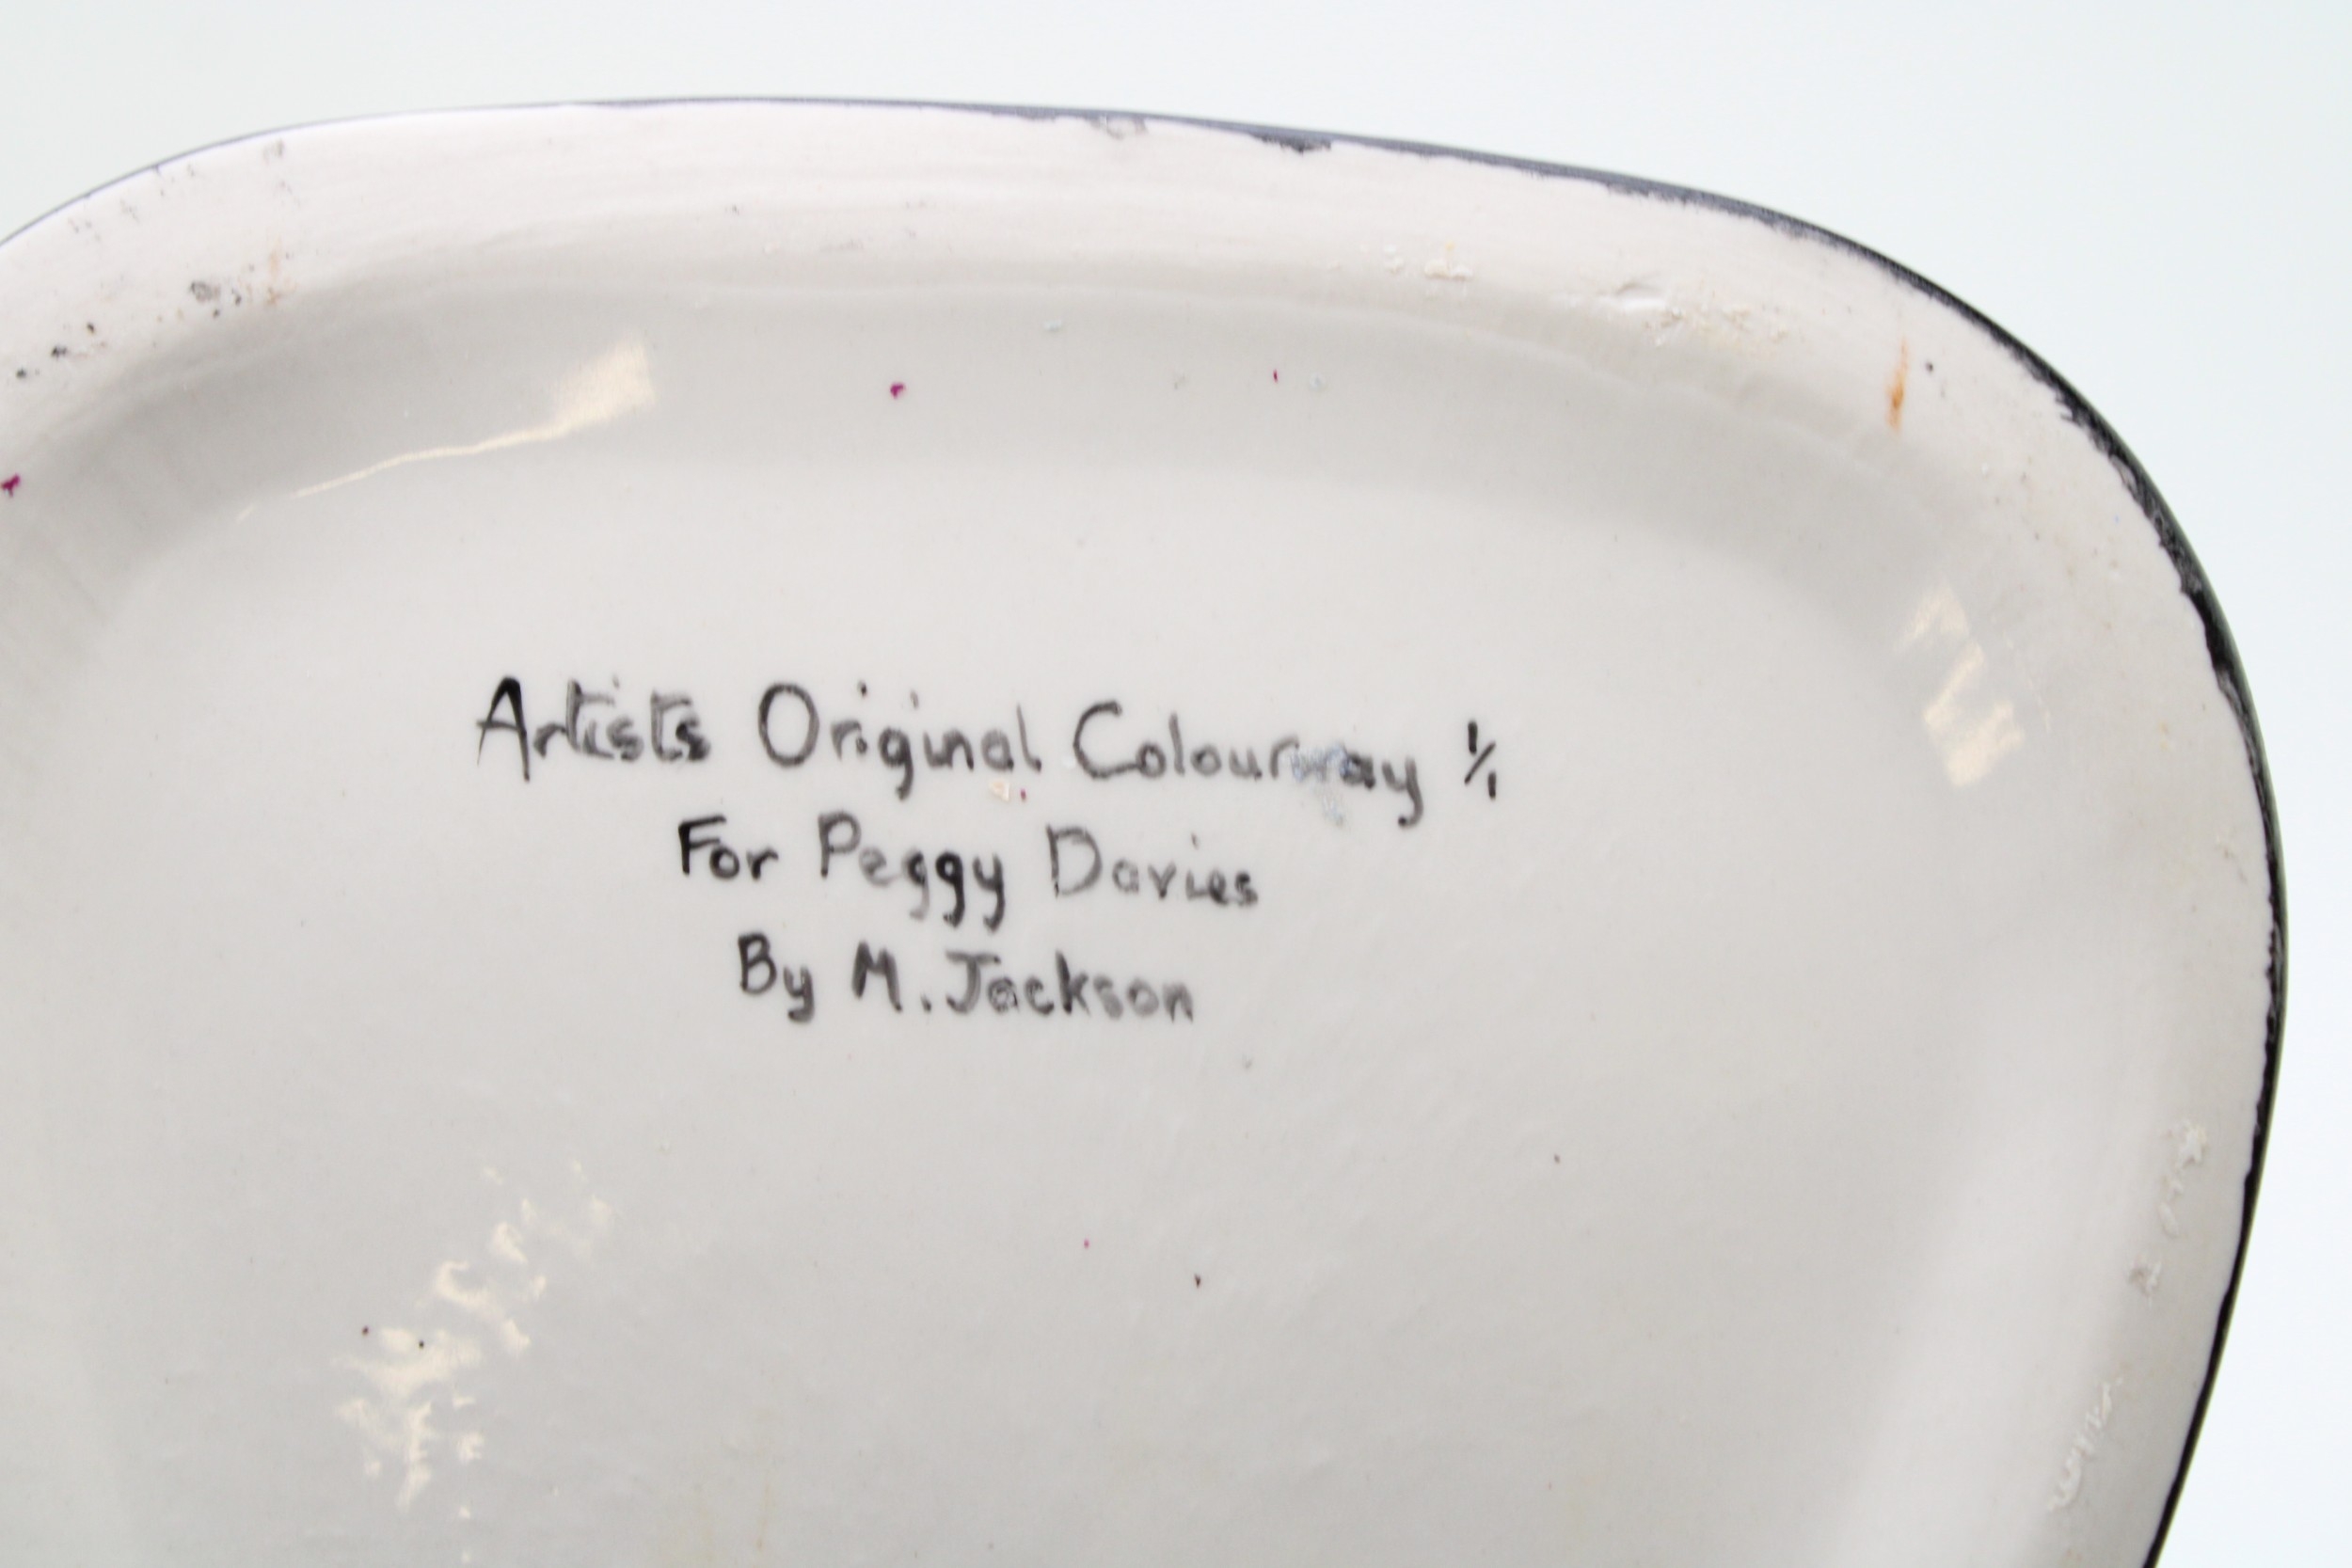 Artists Original Colourway 1/1
For Peggy Davies
By M. Jackson